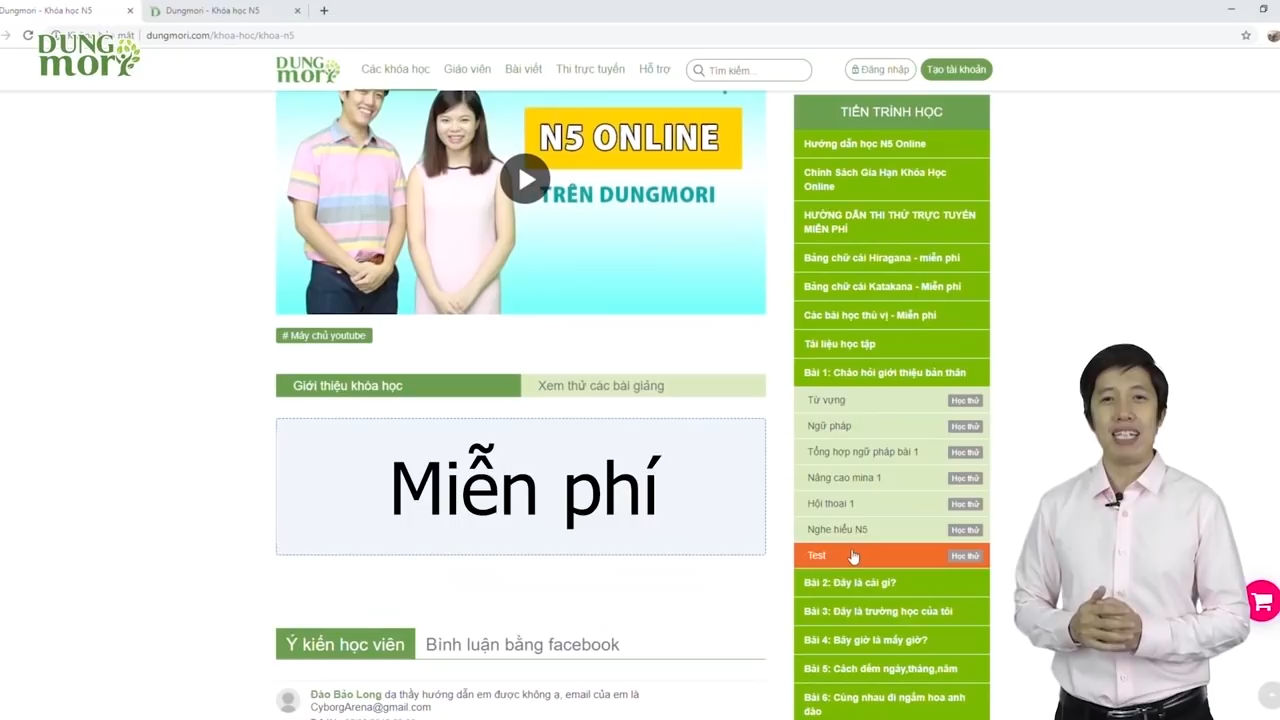 Dungmori - Khóa học N5
Dungmori - Khóa học N5
dungmori.com/khoa-hoc/khoa-n5
DUNG
mori
DUNG
mori
Các khóa học
Giáo viên
Bài viết
Thi trực tuyến
Hỗ trợ
Tìm kiếm...
Đăng nhập
Tạo tài khoản
N5 ONLINE
TRÊN DUNGMORI
# Máy chủ youtube
Giới thiệu khóa học
Xem thử các bài giảng
Miễn phí
Ý kiến học viên
Bình luận bằng facebook
Đào Bảo Long dạ thầy hướng dẫn em được không ạ, email của em là
CyborgArena@gmail.com
TIẾN TRÌNH HỌC
Hướng dẫn học N5 Online
Chính Sách Gia Hạn Khóa Học
Online
HƯỚNG DẪN THI THỬ TRỰC TUYẾN
MIỄN PHÍ
Bảng chữ cái Hiragana - miễn phí
Bảng chữ cái Katakana - Miễn phí
Các bài học thú vị - Miễn phí
Tài liệu học tập
Bài 1: Chào hỏi giới thiệu bản thân
Từ vựng Học thử
Ngữ pháp Học thử
Tổng hợp ngữ pháp bài 1 Học thử
Nâng cao mina 1 Học thử
Hội thoại 1 Học thử
Nghe hiểu N5 Học thử
Test Học thử
Bài 2: Đây là cái gì?
Bài 3: Đây là trường học của tôi
Bài 4: Bây giờ là mấy giờ?
Bài 5: Cách đếm ngày,tháng,năm
Bài 6: Cùng nhau đi ngắm hoa anh
đào